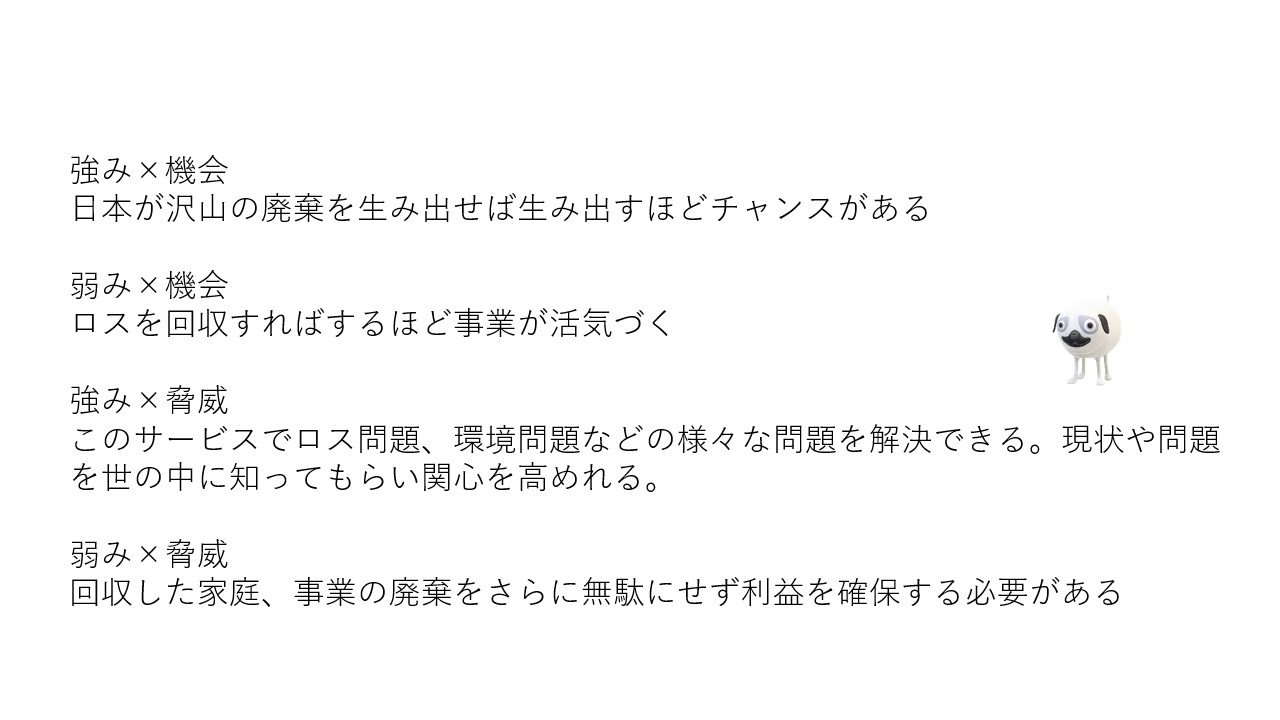 強み×機会
日本が沢山の廃棄を生み出せば生み出すほどチャンスがある
弱み×機会
ロスを回収すればするほど事業が活気づく
強み×脅威
このサービスでロス問題、環境問題などの様々な問題を解決できる。現状や問題
を世の中に知ってもらい関心を高めれる。
弱み×脅威
回収した家庭、事業の廃棄をさらに無駄にせず利益を確保する必要がある